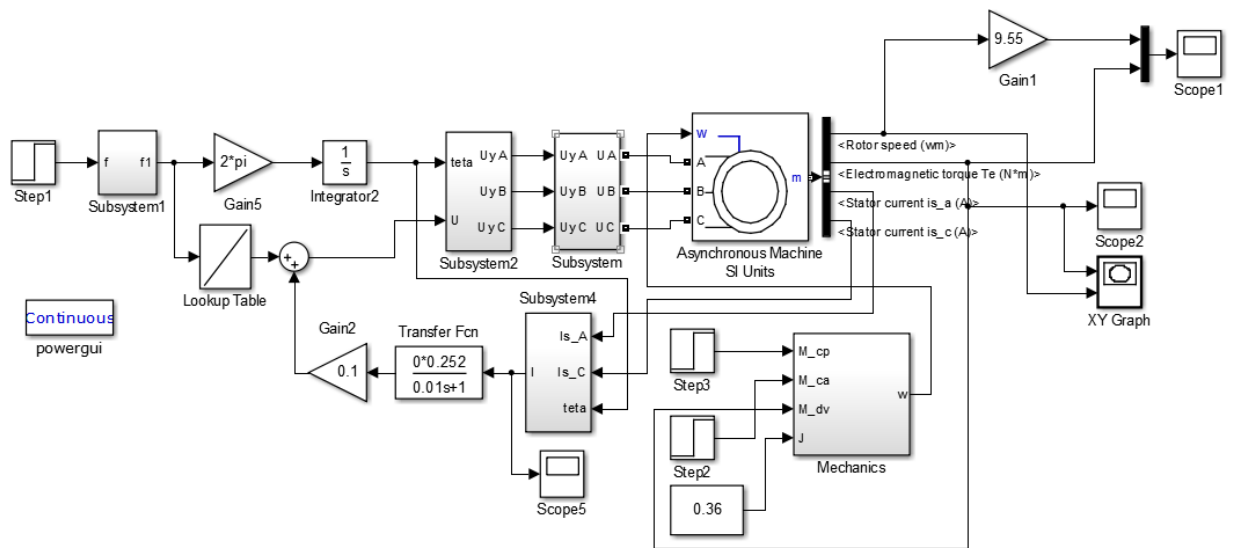 9.55
Gain1
Scope1
Step1
f
f1
Subsystem1
2*pi
Gain5
1
s
Integrator2
teta
U
UyA
UyB
UyC
Subsystem2
UyA
UyB
UyC
UA
UB
UC
Subsystem
W
A
B
C
m
Asynchronous Machine
SI Units
<Rotor speed (wm)>
<Electromagnetic torque Te (N*m)>
<Stator current is_a (A)>
<Stator current is_c (A)>
Scope2
XY Graph
Lookup Table
+
+
Continuous
powergui
Gain2
0.1
Transfer Fcn
0*0.252
0.01s+1
Subsystem4
Is_A
I
Is_C
teta
Scope5
Step3
Step2
0.36
M_cp
M_ca
M_dv
J
w
Mechanics